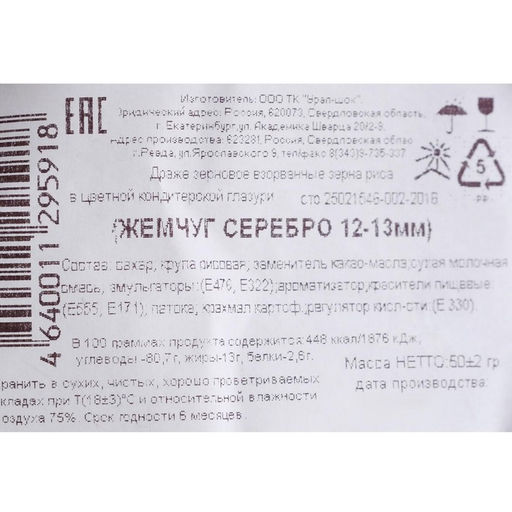 Изготовитель: ООО ТК "Урал-шок".
Юридический адрес: Россия, 620073, Свердловская область,
г. Екатеринбург, ул. Академика Шварца 20/2-9.
Адрес производства: 623281, Россия, Свердловская обл.
г.Ревда, ул.Ярославского 9, тел/факс 8(343)9-735-337
Драже зерновое взорванные зерна риса
в цветной кондитерской глазури сто 25021546-002-2016
(ЖЕМЧУГ СЕРЕБРО 12-13мм)
Состав: сахар, крупа рисовая, заменитель какао-масла, сухая молочная
смесь, эмульгаторы:(Е476, Е322);ароматизатор;красители пищевые:
(Е555, Е171), патока, крахмал картоф.,регулятор кисл-сти:(Е 330).
В 100 граммах продукта содержится:448 ккал/1876 кДж,
углеводы -80,7г, жиры-13г, белки-2,6г.
Масса НЕТТО:50±2 гр
дата производства:
хранить в сухих, чистых, хорошо проветриваемых
складах при Т(18±3)°С и относительной влажности
воздуха 75%. Срок годности 6 месяцев.
ЕАС
4 640011 295918
5
PP